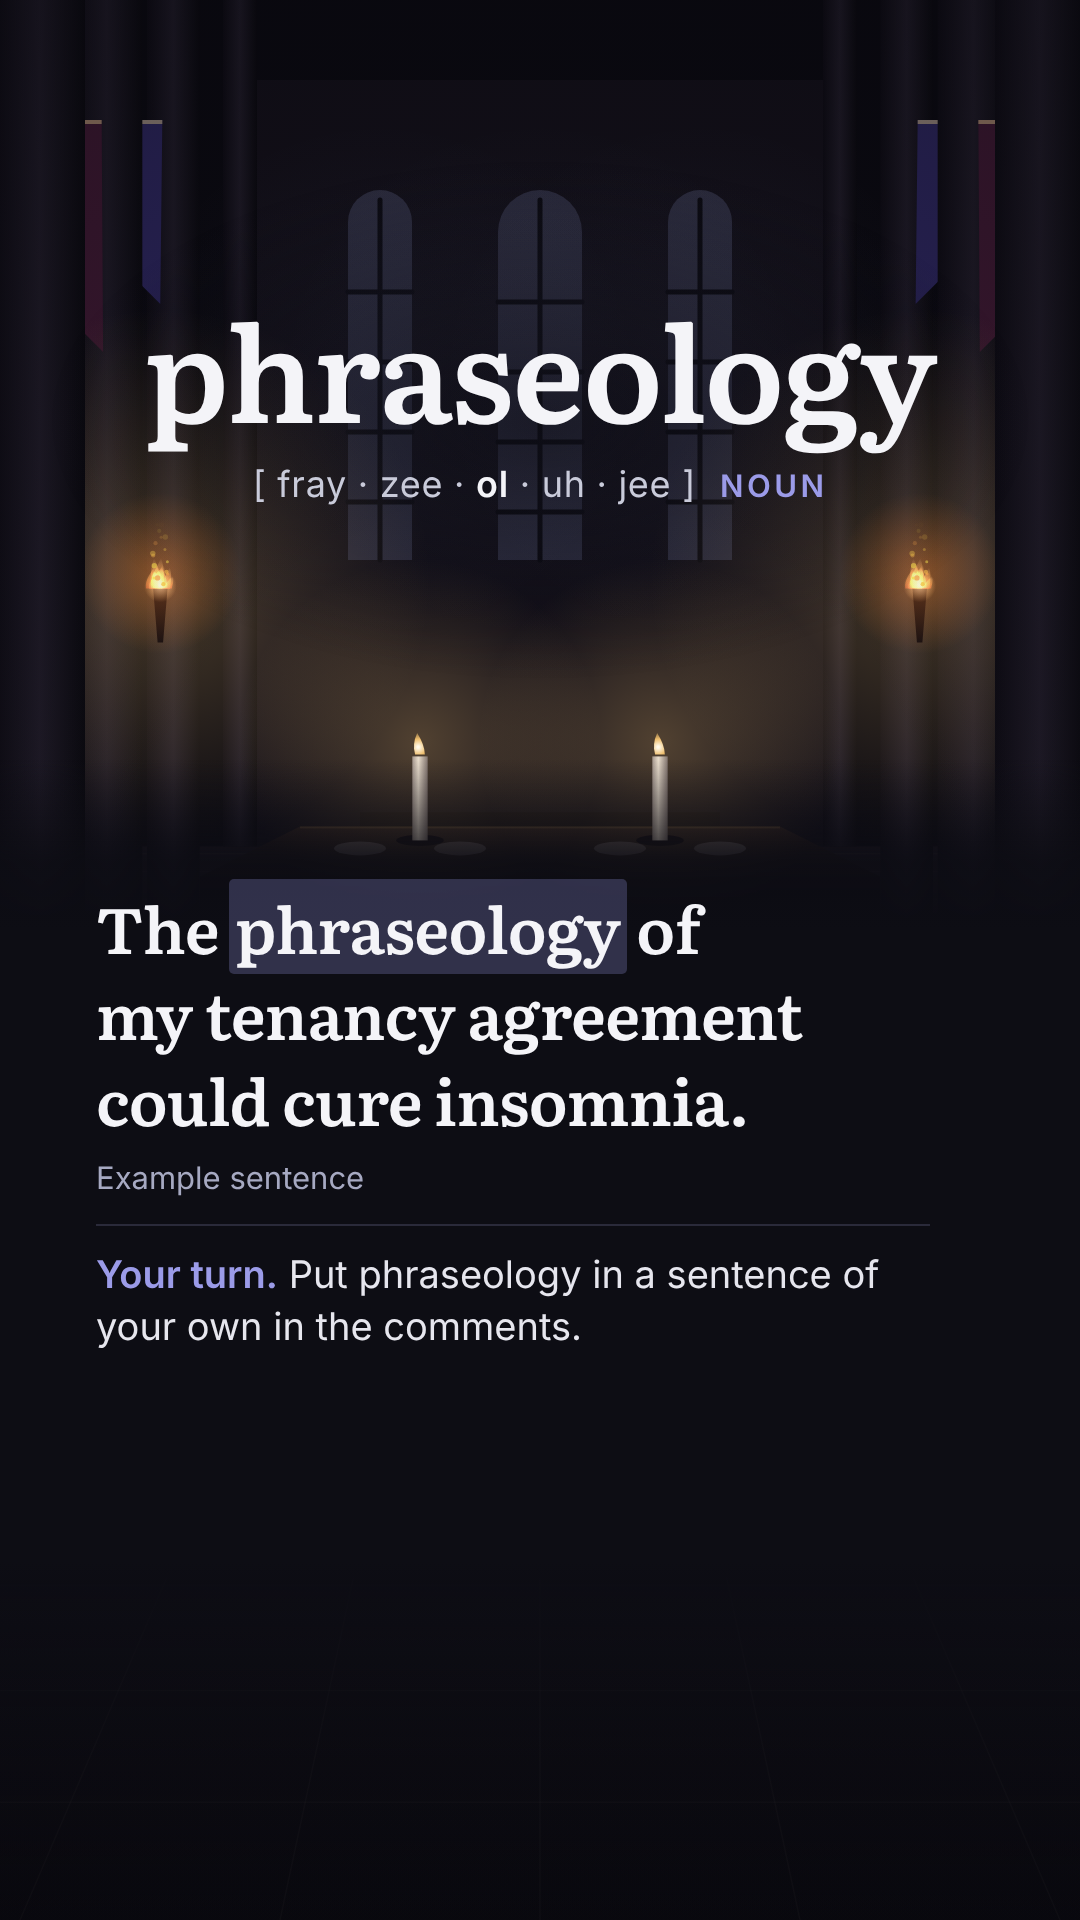 phraseology
[ fray · zee · ol · uh · jee ] NOUN
The phraseology of
my tenancy agreement
could cure insomnia.
Example sentence
Your turn. Put phraseology in a sentence of
your own in the comments.